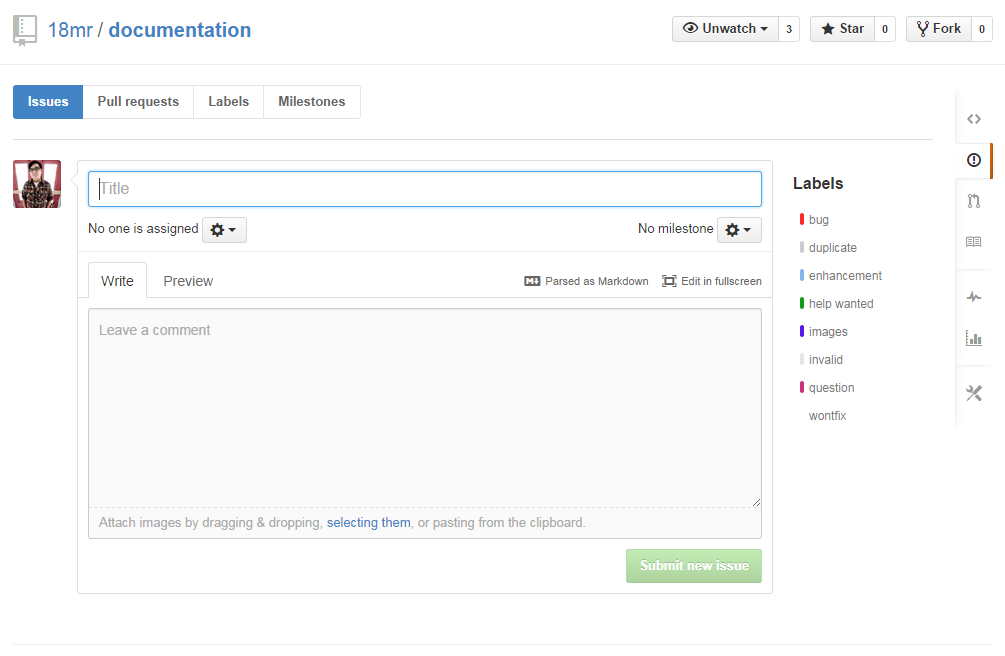 18mr / documentation
Unwatch 3 Star 0 Fork 0
Issues Pull requests Labels Milestones
Title
No one is assigned No milestone
Write Preview Parsed as Markdown Edit in fullscreen
Leave a comment
Attach images by dragging & dropping, selecting them, or pasting from the clipboard.
Submit new issue
Labels
bug
duplicate
enhancement
help wanted
images
invalid
question
wontfix